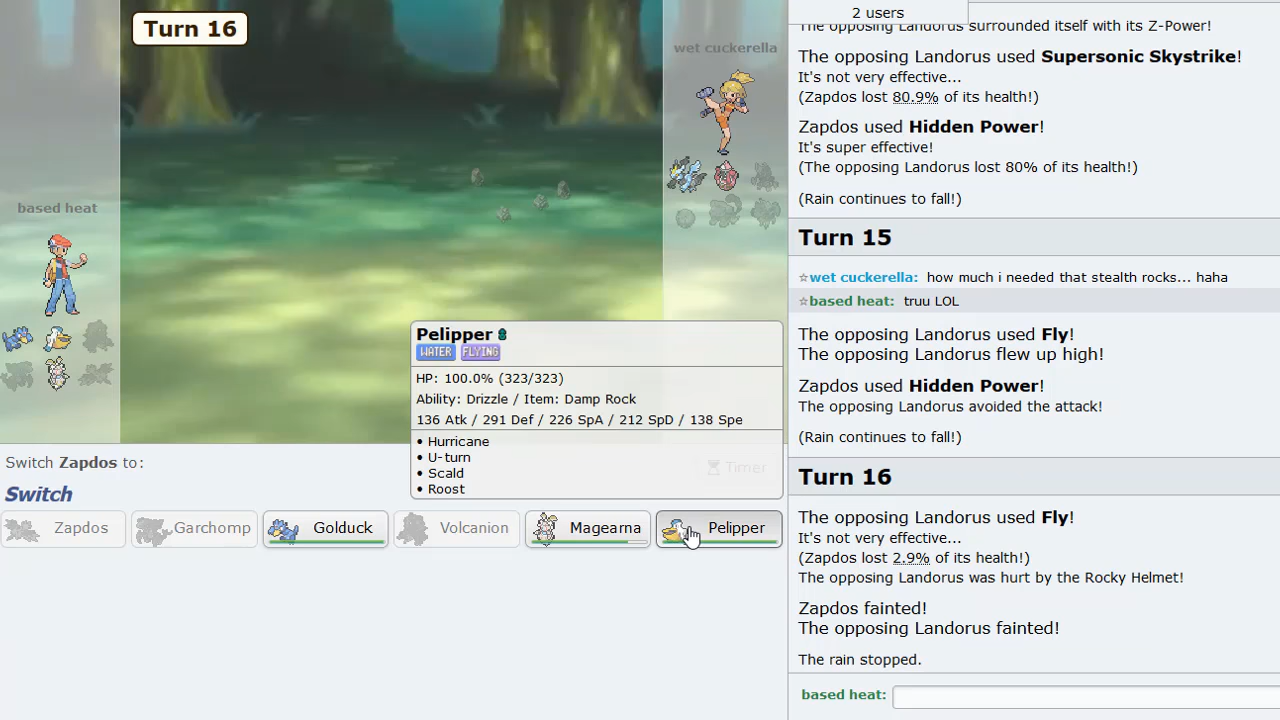 Turn 16
wet cuckerella
based heat
Pelipper
WATER FLYING
HP: 100.0% (323/323)
Ability: Drizzle / Item: Damp Rock
136 Atk / 291 Def / 226 SpA / 212 SpD / 138 Spe
• Hurricane
• U-turn
• Scald
• Roost
Timer
Switch Zapdos to:
Switch
Zapdos
Garchomp
Golduck
Volcanion
Magearna
Pelipper
2 users
The opposing Landorus surrounded itself with its Z-Power!
The opposing Landorus used Supersonic Skystrike!
It's not very effective...
(Zapdos lost 80.9% of its health!)
Zapdos used Hidden Power!
It's super effective!
(The opposing Landorus lost 80% of its health!)
(Rain continues to fall!)
Turn 15
☆wet cuckerella: how much i needed that stealth rocks... haha
☆based heat: truu LOL
The opposing Landorus used Fly!
The opposing Landorus flew up high!
Zapdos used Hidden Power!
The opposing Landorus avoided the attack!
(Rain continues to fall!)
Turn 16
The opposing Landorus used Fly!
It's not very effective...
(Zapdos lost 2.9% of its health!)
The opposing Landorus was hurt by the Rocky Helmet!
Zapdos fainted!
The opposing Landorus fainted!
The rain stopped.
based heat: